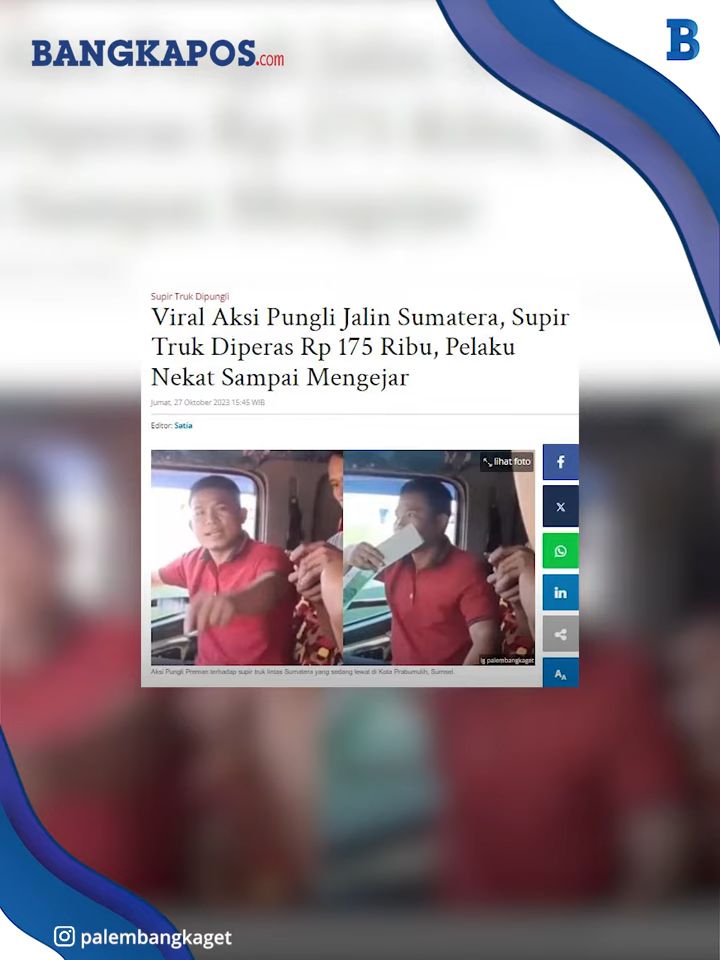 BANGKAPOS.com
B
Supir Truk Dipungli
Viral Aksi Pungli Jalin Sumatera, Supir
Truk Diperas Rp 175 Ribu, Pelaku
Nekat Sampai Mengejar
Jumat, 27 Oktober 2023 15:45 WIB
Editor: Satia
lihat foto
Ig palembangkaget
Aksi Pungli Preman terhadap supir truk lintas Sumatera yang sedang lewat di Kota Prabumulih, Sumsel.
f
X
in
AA
palembangkaget